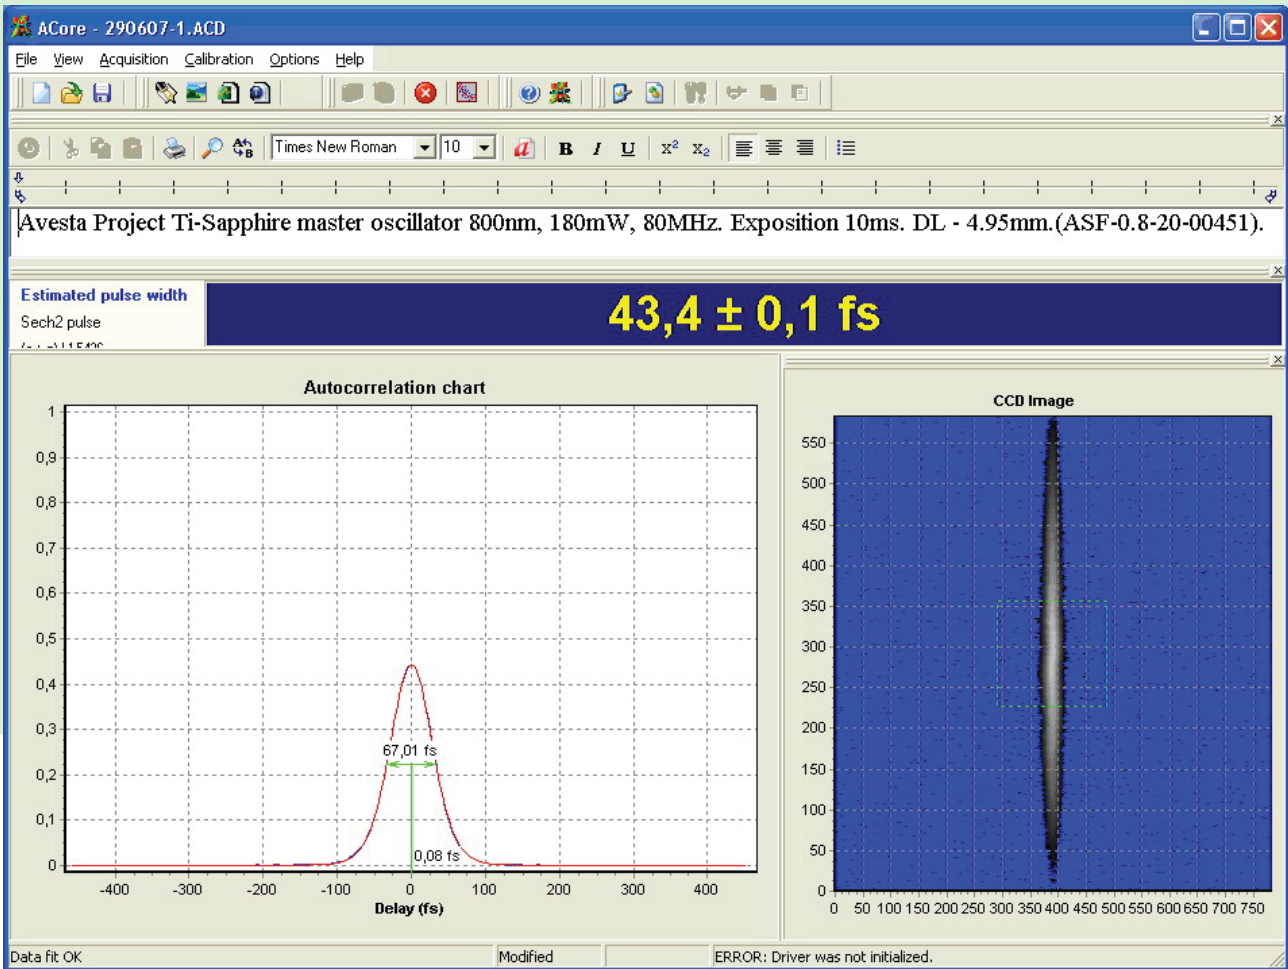 ACore - 290607-1.ACD
File View Acquisition Calibration Options Help
Times New Roman 10 a B I U X² X₂
Avesta Project Ti-Sapphire master oscillator 800nm, 180mW, 80MHz. Exposition 10ms. DL - 4.95mm.(ASF-0.8-20-00451).
Estimated pulse width
Sech2 pulse
43,4 ± 0,1 fs
Autocorrelation chart
1
0,9
0,8
0,7
0,6
0,5
0,4
0,3
0,2
0,1
0
67,01 fs
0,08 fs
-400 -300 -200 -100 0 100 200 300 400
Delay (fs)
CCD Image
550
500
450
400
350
300
250
200
150
100
50
0
0 50 100 150 200 250 300 350 400 450 500 550 600 650 700 750
Data fit OK Modified ERROR: Driver was not initialized.